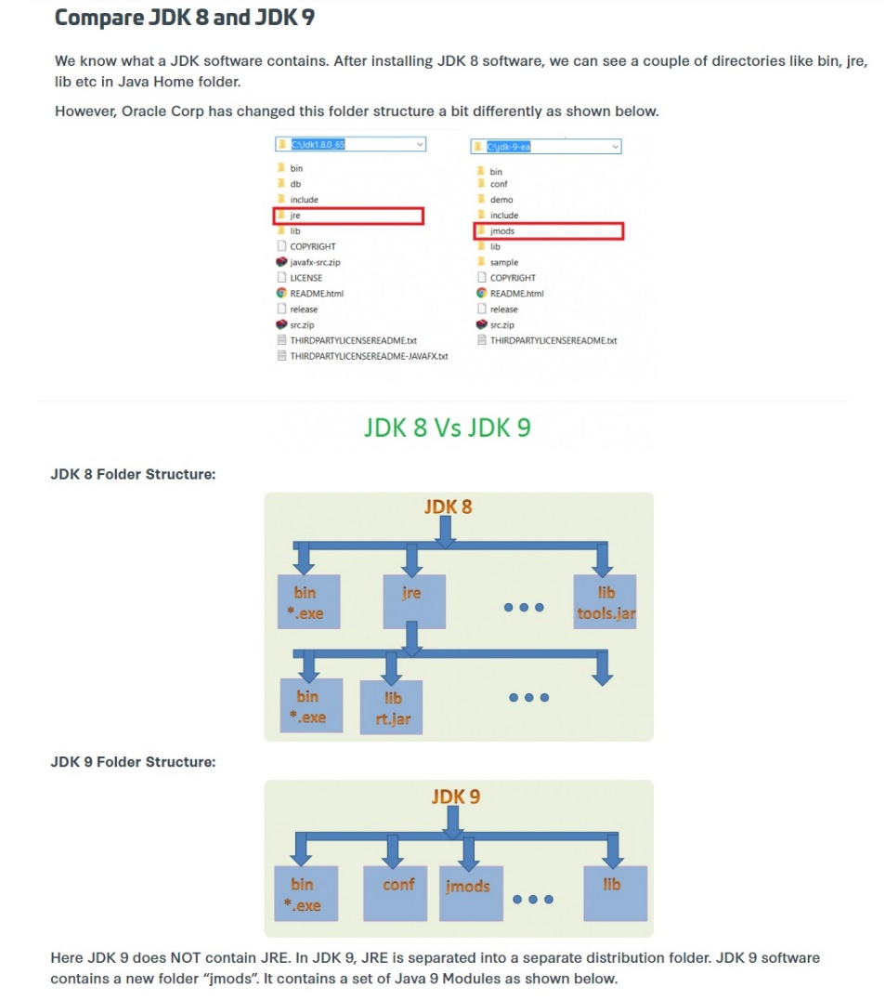 Compare JDK 8 and JDK 9
We know what a JDK software contains. After installing JDK 8 software, we can see a couple of directories like bin, jre,
lib etc in Java Home folder.
However, Oracle Corp has changed this folder structure a bit differently as shown below.
C:\Jdk1.8.0_65
bin
db
include
jre
lib
COPYRIGHT
javafx-src.zip
LICENSE
README.html
release
src.zip
THIRDPARTYLICENSEREADME.txt
THIRDPARTYLICENSEREADME-JAVAFX.txt
C:\jdk-9-ea
bin
conf
demo
include
jmods
lib
sample
COPYRIGHT
README.html
release
src.zip
THIRDPARTYLICENSEREADME.txt
JDK 8 Vs JDK 9
JDK 8 Folder Structure:
JDK 8
bin
*.exe
jre
lib
tools.jar
bin
*.exe
lib
rt.jar
JDK 9 Folder Structure:
JDK 9
bin
*.exe
conf
jmods
lib
Here JDK 9 does NOT contain JRE. In JDK 9, JRE is separated into a separate distribution folder. JDK 9 software
contains a new folder “jmods”. It contains a set of Java 9 Modules as shown below.